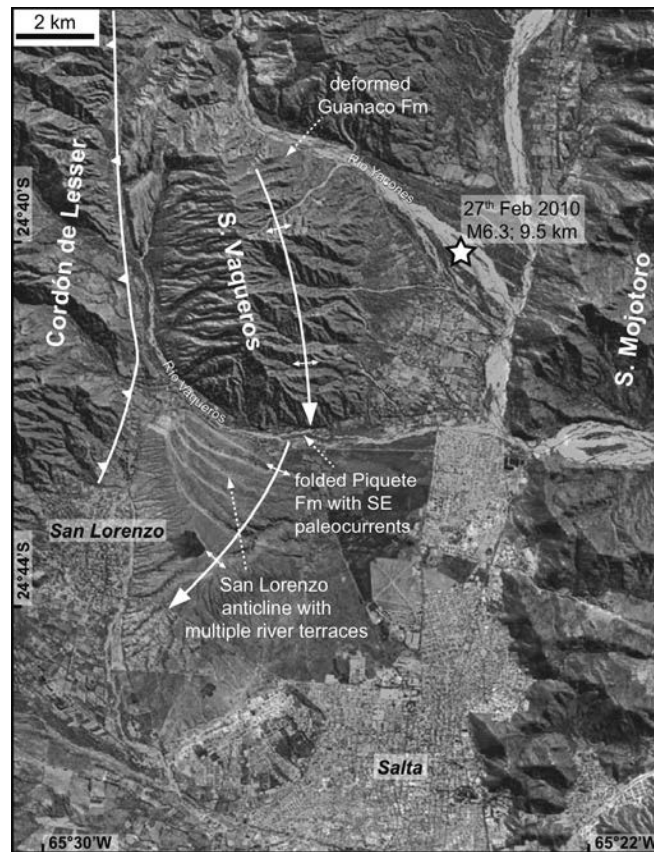 2 km
deformed
Guanaco Fm
Rio Yacones
24°40'S
27th Feb 2010
M6.3; 9.5 km
Cordón de Lesser
S. Vaqueros
S. Mojotoro
Rio Vaqueros
folded Piquete
Fm with SE
paleocurrents
San Lorenzo
24°44'S
San Lorenzo
anticline with
multiple river terraces
Salta
65°30'W
65°22'W